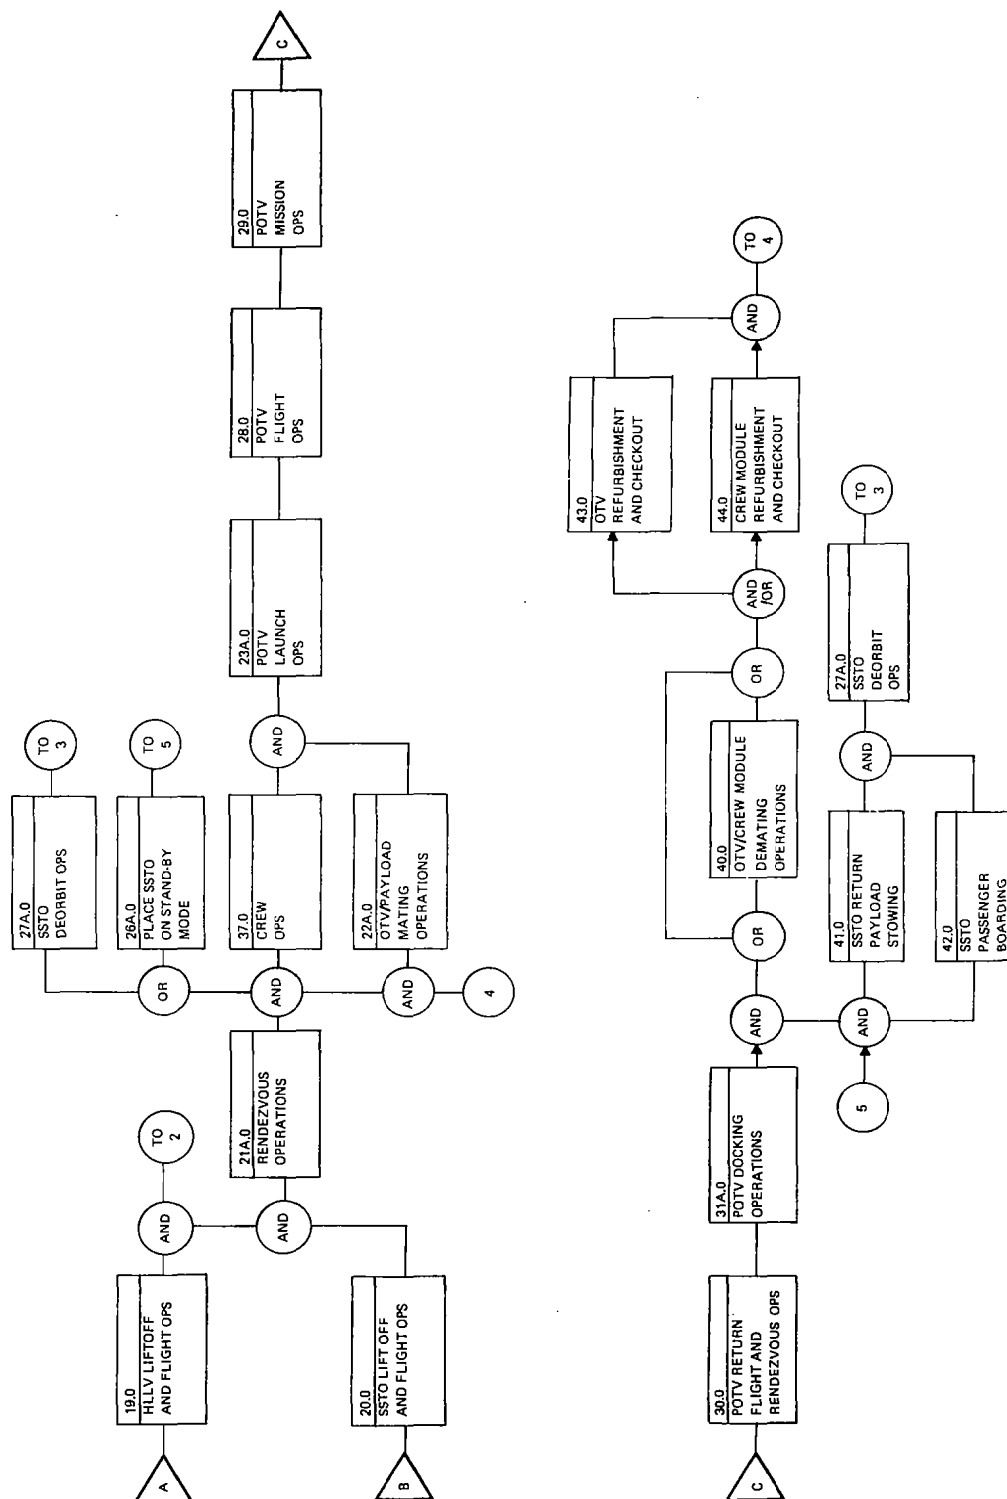 A
19.0
HLLV LIFTOFF
AND FLIGHT OPS
AND
TO
2
B
20.0
SSTO LIFT OFF
AND FLIGHT OPS
AND
21A.0
RENDEZVOUS
OPERATIONS
AND
OR
27A.0
SSTO
DEORBIT OPS
TO
3
26A.0
PLACE SSTO
ON STAND-BY
MODE
TO
5
37.0
CREW
OPS
AND
4
22A.0
OTV/PAYLOAD
MATING
OPERATIONS
AND
23A.0
POTV
LAUNCH
OPS
28.0
POTV
FLIGHT
OPS
29.0
POTV
MISSION
OPS
C
C
30.0
POTV RETURN
FLIGHT AND
RENDEZVOUS OPS
31A.0
POTV DOCKING
OPERATIONS
AND
OR
40.0
OTV/CREW MODULE
DEMATING
OPERATIONS
OR
AND
/OR
43.0
OTV
REFURBISHMENT
AND CHECKOUT
44.0
CREW MODULE
REFURBISHMENT
AND CHECKOUT
AND
TO
4
5
AND
41.0
SSTO RETURN
PAYLOAD
STOWING
42.0
SSTO
PASSENGER
BOARDING
AND
27A.0
SSTO
DEORBIT
OPS
TO
3